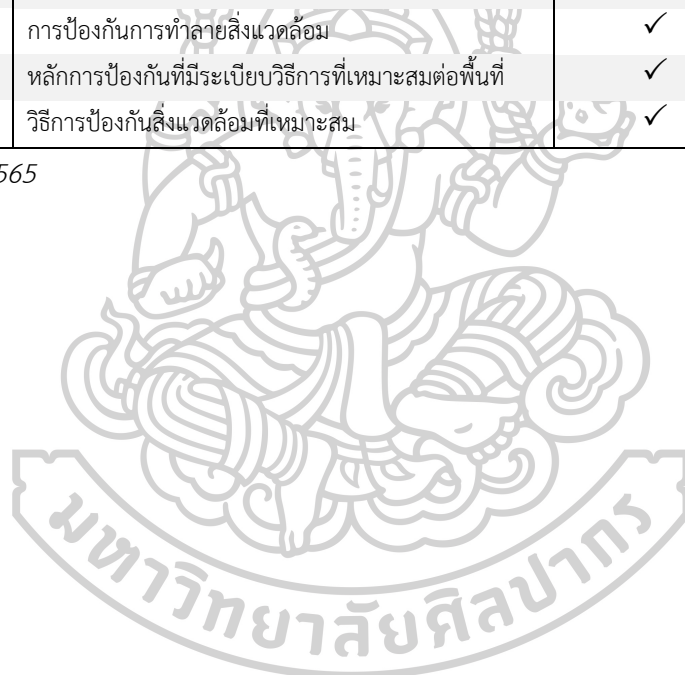 การป้องกันการทำลายสิ่งแวดล้อม ✓
หลักการป้องกันที่มีระเบียบวิธีการที่เหมาะสมต่อพื้นที่ ✓
วิธีการป้องกันสิ่งแวดล้อมที่เหมาะสม ✓
565
มหาวิทยาลัยศิลปากร